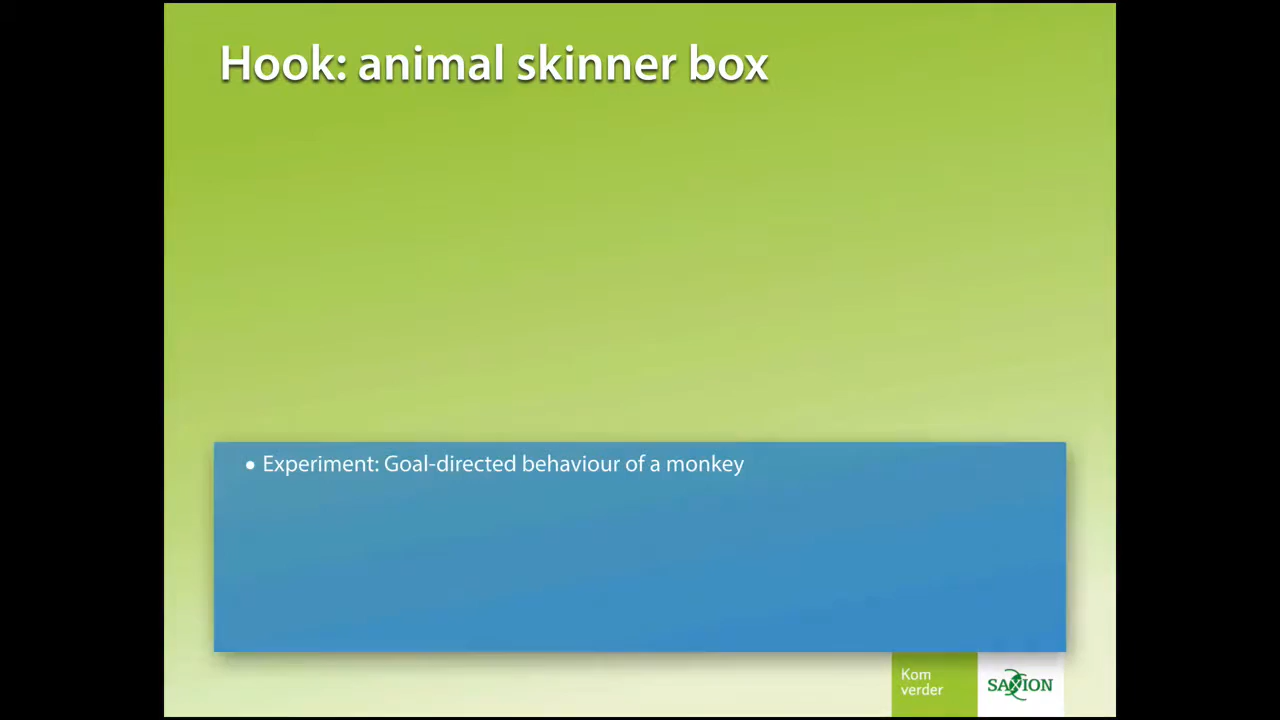 Hook: animal skinner box
• Experiment: Goal-directed behaviour of a monkey
Kom
verder
SAXION